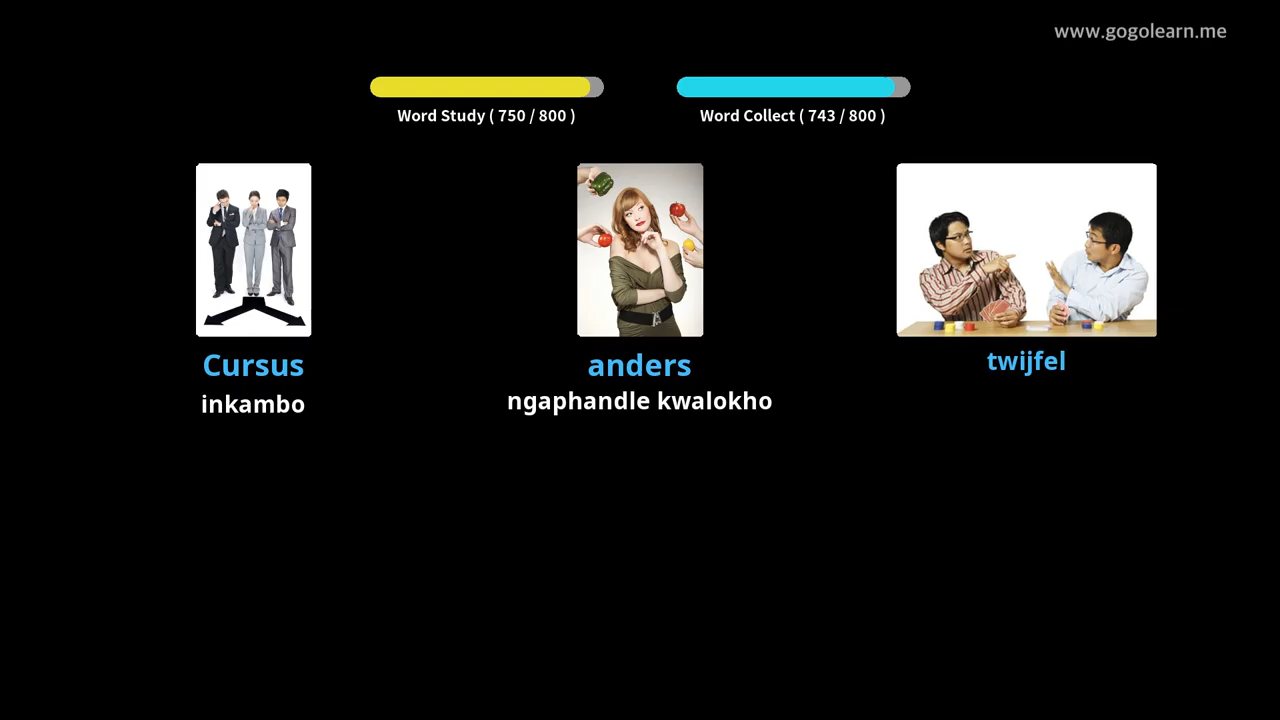 www.gogolearn.me
Word Study ( 750 / 800 )
Word Collect ( 743 / 800 )
Cursus
inkambo
anders
ngaphandle kwalokho
twijfel